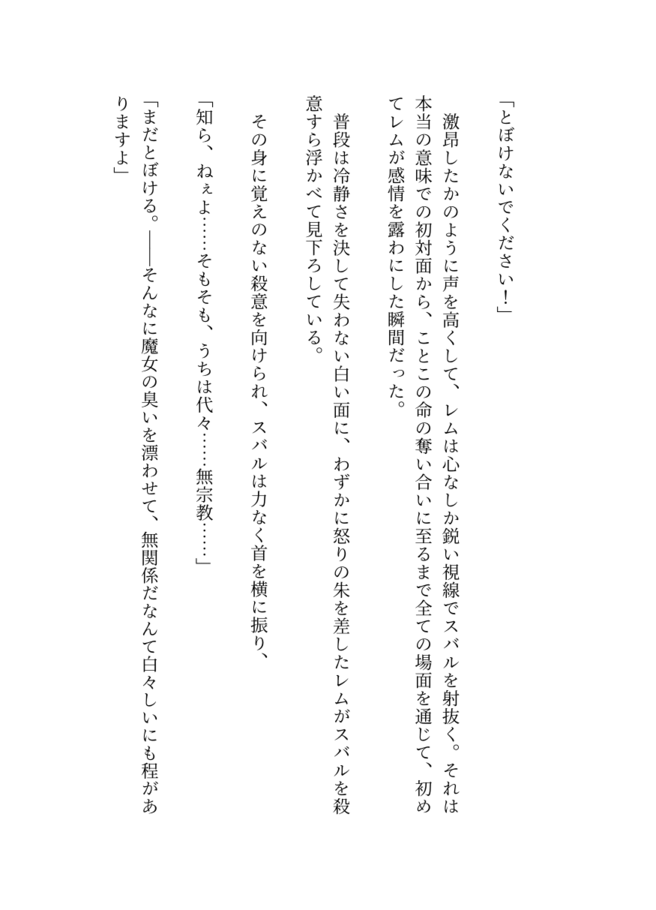 「とぼけないでください！」
激昂したかのように声を高くして、レムは心なしか鋭い視線でスバルを射抜く。それは
本当の意味での初対面から、ことこの命の奪い合いに至るまで全ての場面を通じて、初め
てレムが感情を露わにした瞬間だった。
普段は冷静さを決して失わない白い面に、わずかに怒りの朱を差したレムがスバルを殺
意すら浮かべて見下ろしている。
その身に覚えのない殺意を向けられ、スバルは力なく首を横に振り、
「知ら、ねぇよ……そもそも、うちは代々……無宗教……」
「まだとぼける。――そんなに魔女の臭いを漂わせて、無関係だなんて白々しいにも程があ
りますよ」